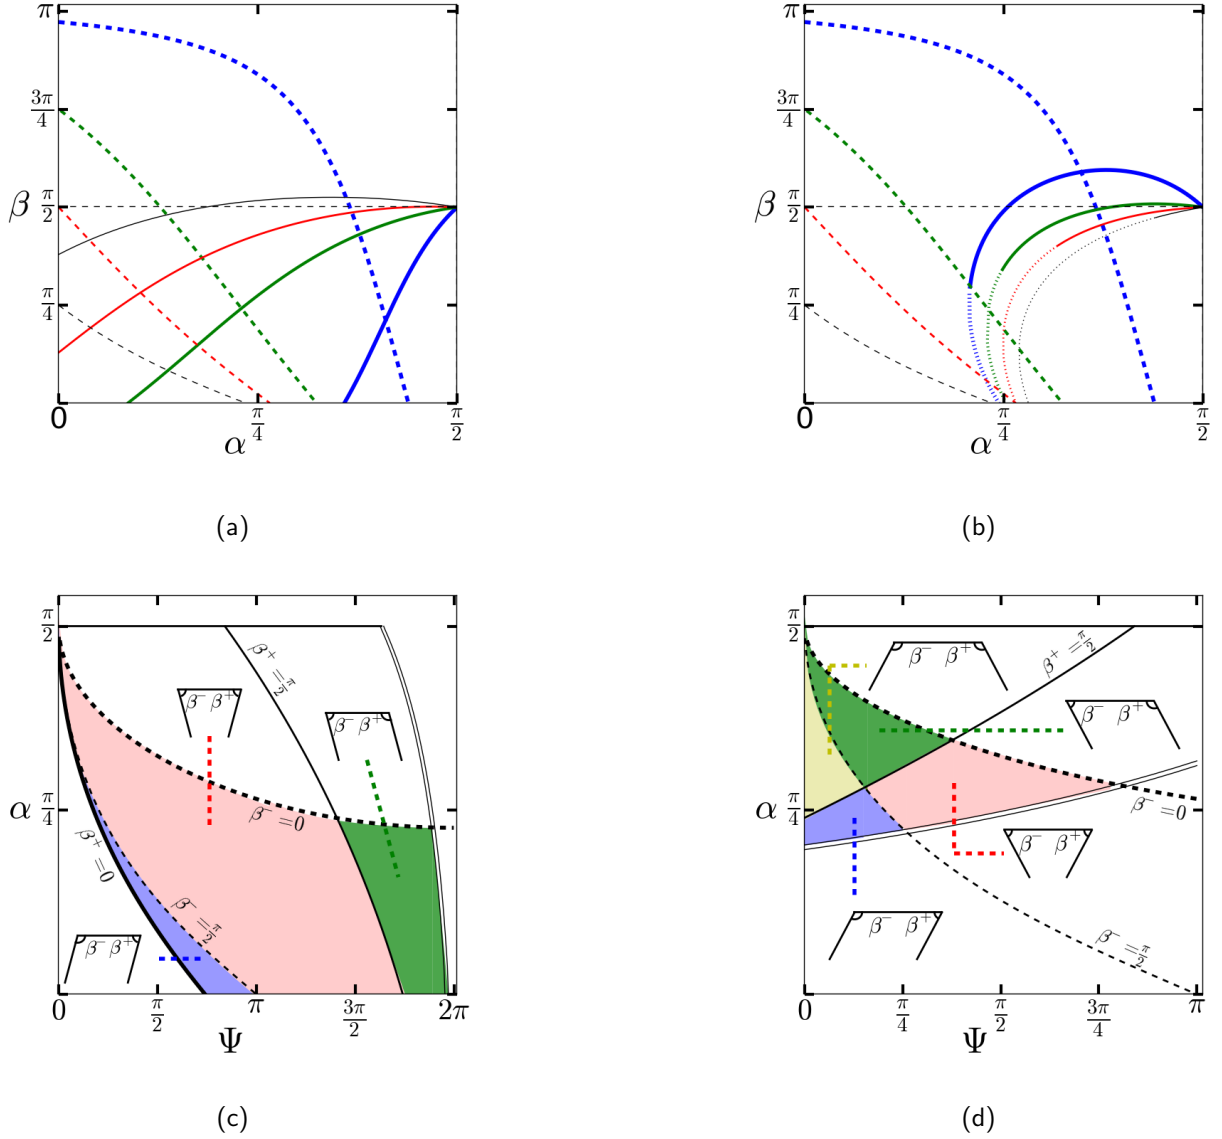 π
3π/4
β π/2
π/4
0
α π/4
π/2
(a)
π
3π/4
β π/2
π/4
0
α π/4
π/2
(b)
π/2
β⁺=π/2
β⁻ β⁺
β⁻ β⁺
α π/4
β⁻=0
β⁺=0
β⁻=π/2
β⁻ β⁺
0
π/2
π
3π/2
2π
Ψ
(c)
π/2
β⁻ β⁺
β⁺=π/2
β⁻ β⁺
α π/4
β⁻=0
β⁻ β⁺
β⁻ β⁺
β⁻=π/2
0
π/4
π/2
3π/4
π
Ψ
(d)